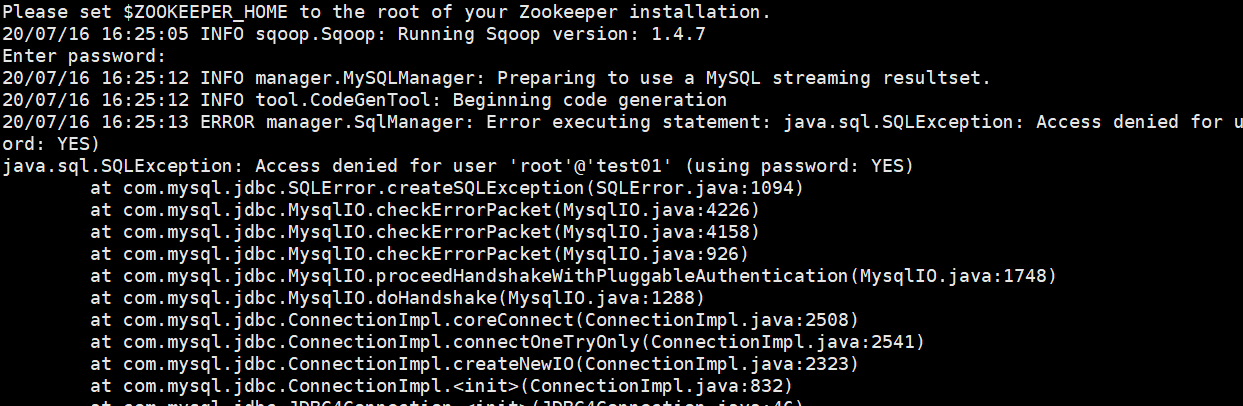 Please set $ZOOKEEPER_HOME to the root of your Zookeeper installation.
20/07/16 16:25:05 INFO sqoop.Sqoop: Running Sqoop version: 1.4.7
Enter password:
20/07/16 16:25:12 INFO manager.MySQLManager: Preparing to use a MySQL streaming resultset.
20/07/16 16:25:12 INFO tool.CodeGenTool: Beginning code generation
20/07/16 16:25:13 ERROR manager.SqlManager: Error executing statement: java.sql.SQLException: Access denied for u
ord: YES)
java.sql.SQLException: Access denied for user 'root'@'test01' (using password: YES)
at com.mysql.jdbc.SQLError.createSQLException(SQLError.java:1094)
at com.mysql.jdbc.MysqlIO.checkErrorPacket(MysqlIO.java:4226)
at com.mysql.jdbc.MysqlIO.checkErrorPacket(MysqlIO.java:4158)
at com.mysql.jdbc.MysqlIO.checkErrorPacket(MysqlIO.java:926)
at com.mysql.jdbc.MysqlIO.proceedHandshakeWithPluggableAuthentication(MysqlIO.java:1748)
at com.mysql.jdbc.MysqlIO.doHandshake(MysqlIO.java:1288)
at com.mysql.jdbc.ConnectionImpl.coreConnect(ConnectionImpl.java:2508)
at com.mysql.jdbc.ConnectionImpl.connectOneTryOnly(ConnectionImpl.java:2541)
at com.mysql.jdbc.ConnectionImpl.createNewIO(ConnectionImpl.java:2323)
at com.mysql.jdbc.ConnectionImpl.<init>(ConnectionImpl.java:832)
at com.mysql.jdbc.JDBC4Connection.<init>(JDBC4Connection.java:46)